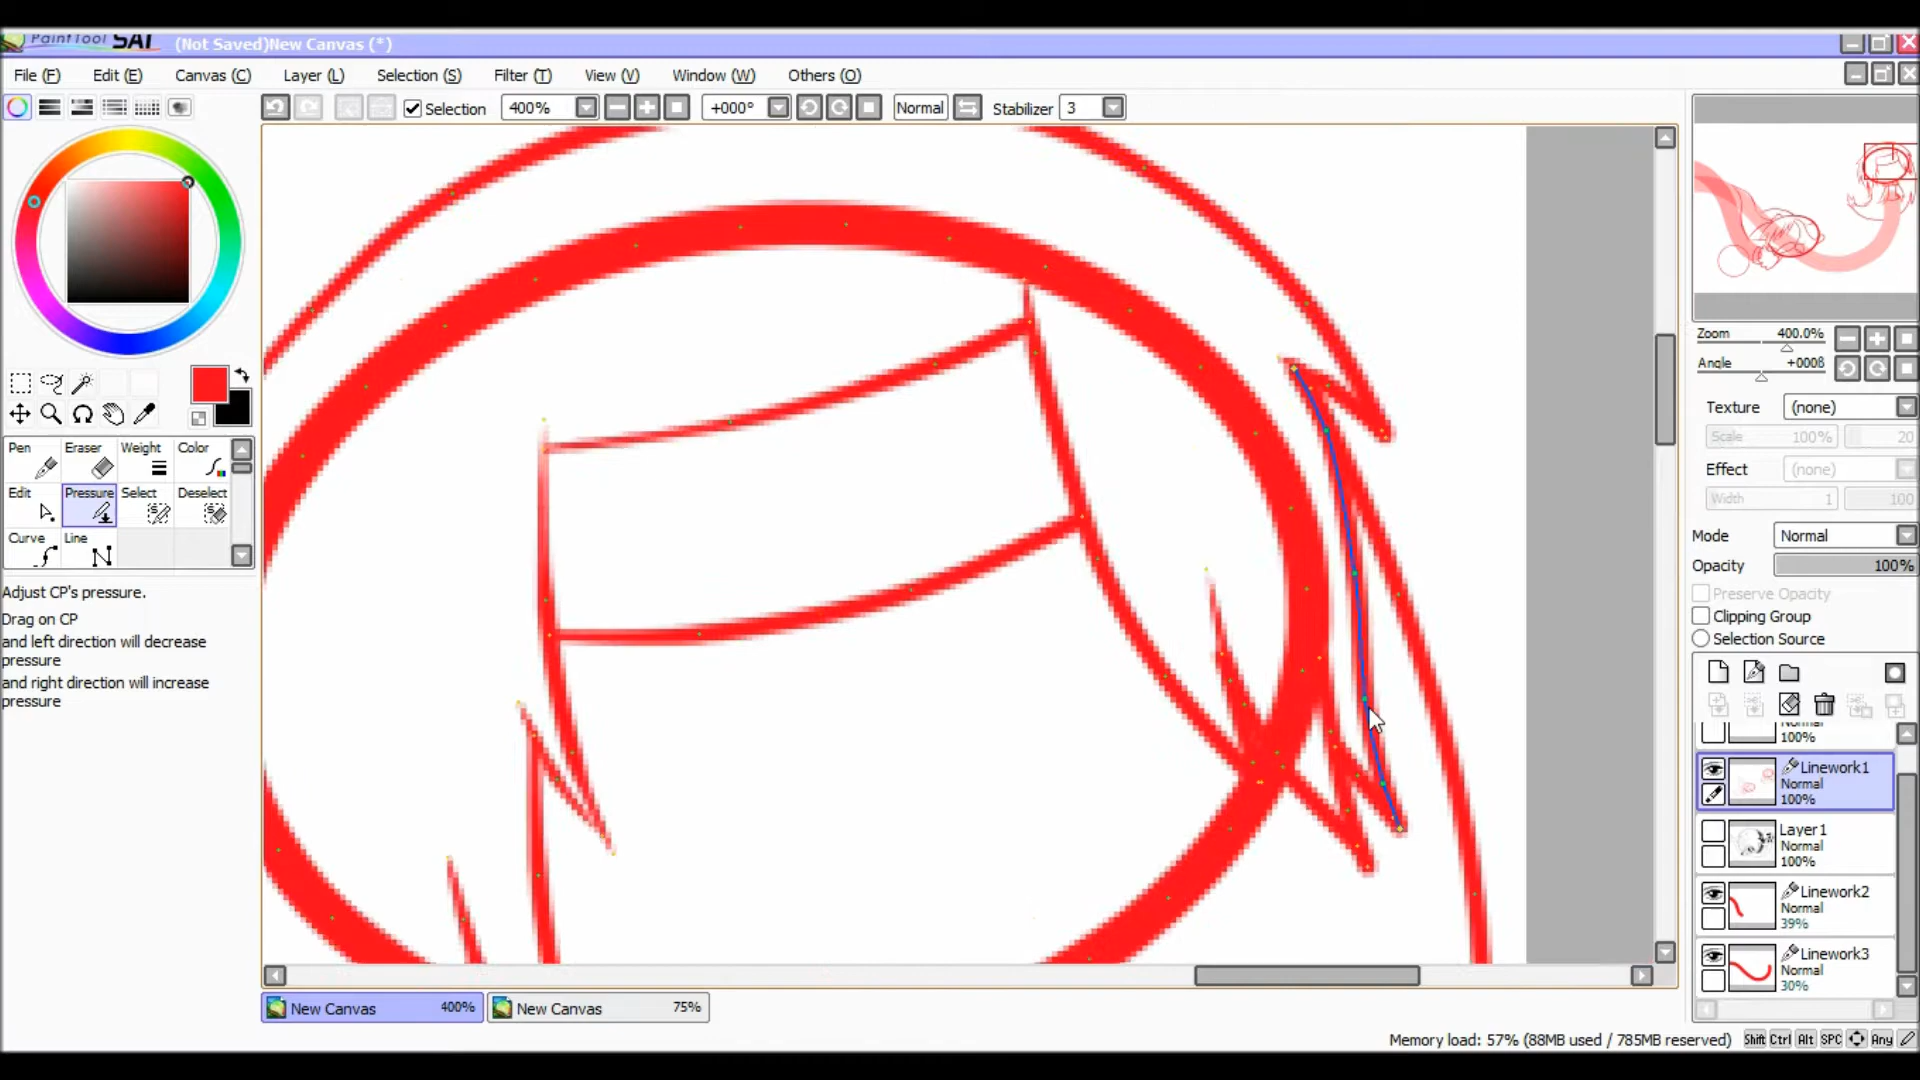 PaintTool SAI (Not Saved)New Canvas (*)
File (F) Edit (E) Canvas (C) Layer (L) Selection (S) Filter (T) View (V) Window (W) Others (O)
Selection 400% +000° Normal Stabilizer 3
Zoom 400.0%
Angle +000ß
Texture (none)
Scale 100% 20
Effect (none)
Width 1 100
Mode Normal
Opacity 100%
Preserve Opacity
Clipping Group
Selection Source
Pen Eraser Weight Color
Edit Pressure Select Deselect
Curve Line
Adjust CP's pressure.
Drag on CP
and left direction will decrease
pressure
and right direction will increase
pressure
Normal
100%
Linework1
Normal
100%
Layer1
Normal
100%
Linework2
Normal
39%
Linework3
Normal
30%
New Canvas 400% New Canvas 75%
Memory load: 57% (88MB used / 785MB reserved) Shift Ctrl Alt SPC Any